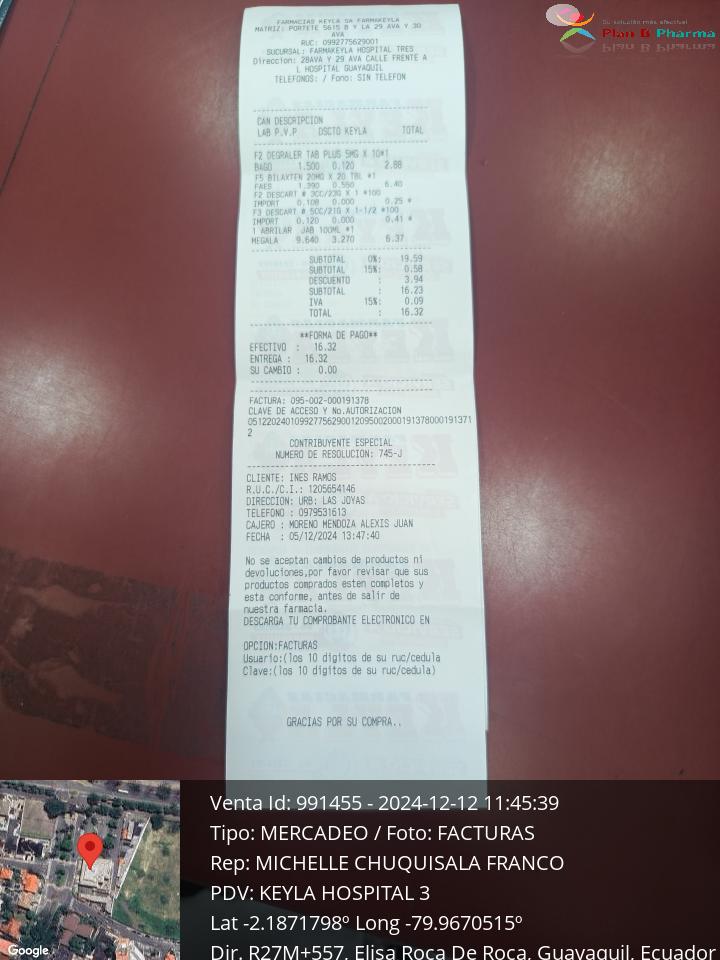 Su solución más efectiva!
Plan B Pharma
FARMACIAS KEYLA SA FARMAKEYLA
MATRIZ: PORTETE 5615 B Y LA 29 AVA Y 30
AVA
RUC: 0992775629001
SUCURSAL: FARMAKEYLA HOSPITAL TRES
Direccion: 28AVA Y 29 AVA CALLE FRENTE A
L HOSPITAL GUAYAQUIL
TELEFONOS: / Fono: SIN TELEFON
CAN DESCRIPCION
LAB P.V.P DSCTO KEYLA TOTAL
F2 DEGRALER TAB PLUS 5MG X 10*1
BAGO 1.500 0.120 2.88
F5 BILAXTEN 20MG X 20 TBL *1
FAES 1.390 0.550 6.40
F2 DESCART # 3CC/23G X 1 *100
IMPORT 0.108 0.000 0.25 *
F3 DESCART # 5CC/21G X 1-1/2 *100
IMPORT 0.120 0.000 0.41 *
1 ABRILAR JAB 100ML *1
MEGALA 9.640 3.270 6.37
SUBTOTAL 0%: 19.59
SUBTOTAL 15%: 0.58
DESCUENTO : 3.94
SUBTOTAL : 16.23
IVA 15%: 0.09
TOTAL : 16.32
**FORMA DE PAGO**
EFECTIVO : 16.32
ENTREGA : 16.32
SU CAMBIO : 0.00
FACTURA: 095-002-000191378
CLAVE DE ACCESO Y No.AUTORIZACION
051220240109927756290012095002000191378000191371
2
CONTRIBUYENTE ESPECIAL
NUMERO DE RESOLUCION: 745-J
CLIENTE: INES RAMOS
R.U.C./C.I.: 1205654146
DIRECCION: URB: LAS JOYAS
TELEFONO : 0979531613
CAJERO : MORENO MENDOZA ALEXIS JUAN
FECHA : 05/12/2024 13:47:40
No se aceptan cambios de productos ni
devoluciones,por favor revisar que sus
productos comprados esten completos y
esta conforme, antes de salir de
nuestra farmacia.
DESCARGA TU COMPROBANTE ELECTRONICO EN
OPCION:FACTURAS
Usuario:(los 10 digitos de su ruc/cedula
Clave:(los 10 digitos de su ruc/cedula)
GRACIAS POR SU COMPRA..
Venta Id: 991455 - 2024-12-12 11:45:39
Tipo: MERCADEO / Foto: FACTURAS
Rep: MICHELLE CHUQUISALA FRANCO
PDV: KEYLA HOSPITAL 3
Lat -2.1871798º Long -79.9670515º
Dir. R27M+557, Elisa Roca De Roca, Guayaquil, Ecuador
Google